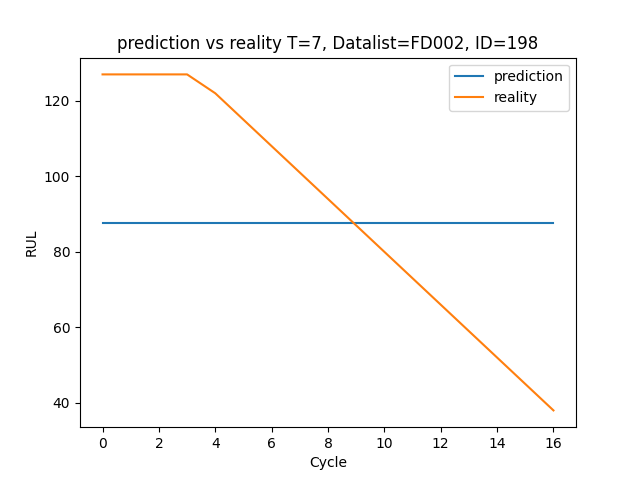 prediction vs reality T=7, Datalist=FD002, ID=198
prediction
reality
RUL
120
100
80
60
40
0 2 4 6 8 10 12 14 16
Cycle